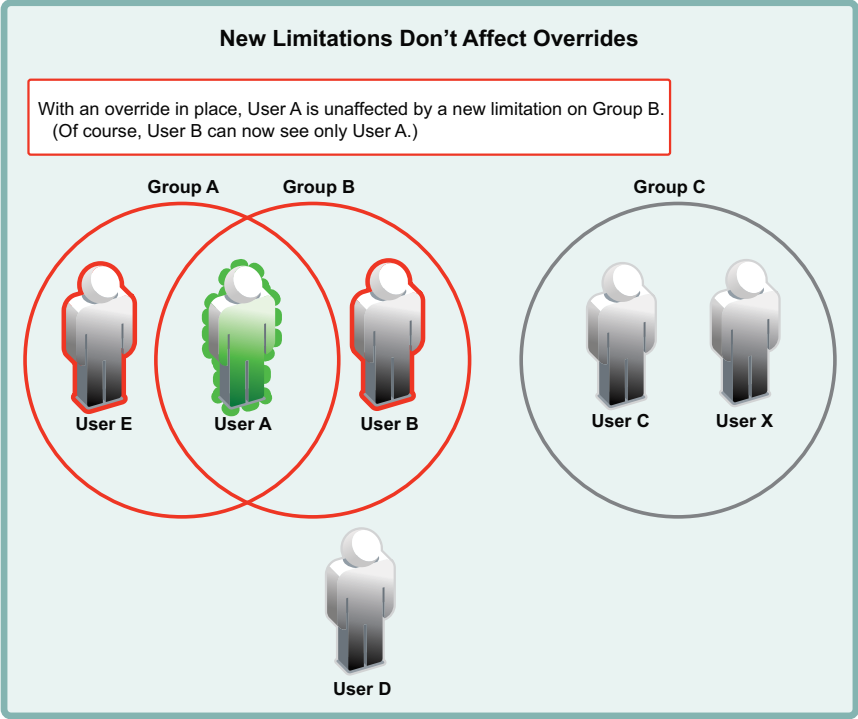 New Limitations Don’t Affect Overrides
With an override in place, User A is unaffected by a new limitation on Group B.
(Of course, User B can now see only User A.)
Group A
Group B
Group C
User E
User A
User B
User C
User X
User D